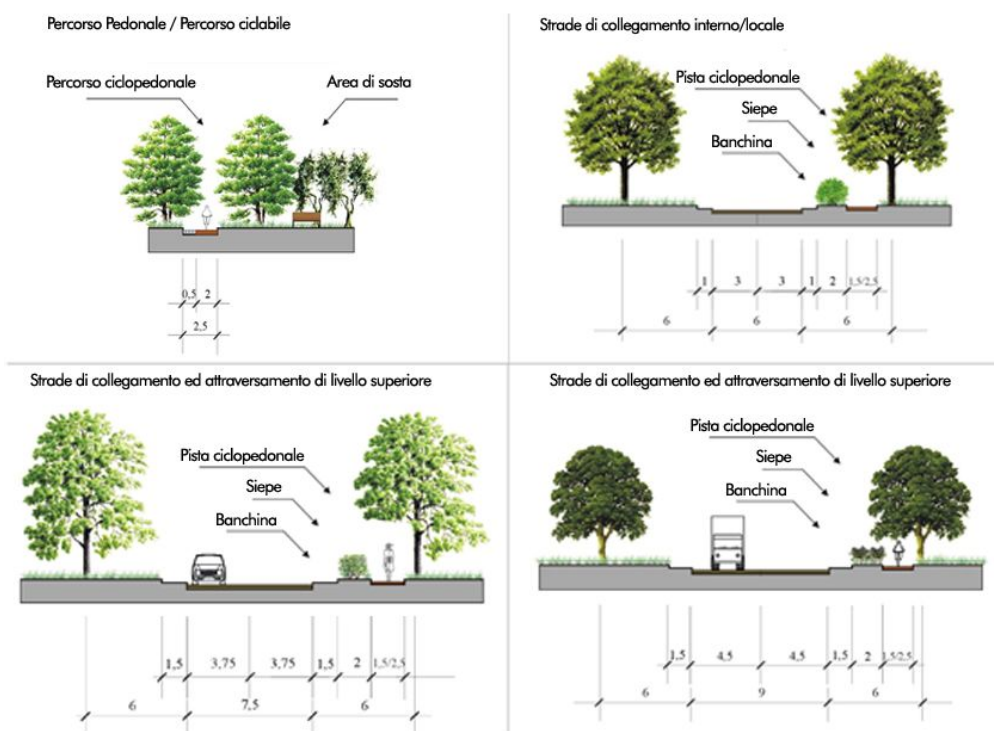 Percorso Pedonale / Percorso ciclabile
Percorso ciclopedonale
Area di sosta
0,5 2
2,5
Strade di collegamento interno/locale
Pista ciclopedonale
Siepe
Banchina
1 3 3 1 2 1,5/2,5
6 6 6
Strade di collegamento ed attraversamento di livello superiore
Pista ciclopedonale
Siepe
Banchina
1,5 3,75 3,75 1,5 2 1,5/2,5
6 7,5 6
Strade di collegamento ed attraversamento di livello superiore
Pista ciclopedonale
Siepe
Banchina
1,5 4,5 4,5 1,5 2 1,5/2,5
6 9 6